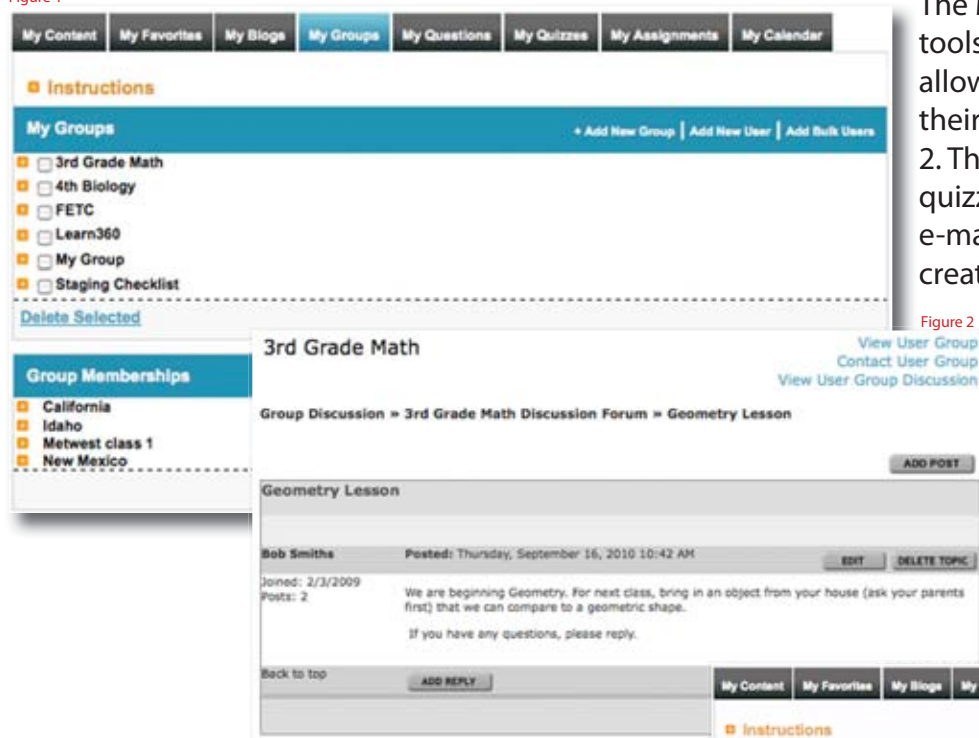 My Content My Favorites My Blogs My Groups My Questions My Quizzes My Assignments My Calendar
Instructions
My Groups + Add New Group | Add New User | Add Bulk Users
3rd Grade Math
4th Biology
FETC
Learn360
My Group
Staging Checklist
Delete Selected
Group Memberships
California
Idaho
Metwest class 1
New Mexico
The
tools
allow
their
2. Th
quizz
e-ma
creat
Figure 2
3rd Grade Math
View User Group
Contact User Group
View User Group Discussion
Group Discussion » 3rd Grade Math Discussion Forum » Geometry Lesson
ADD POST
Geometry Lesson
Bob Smiths Posted: Thursday, September 16, 2010 10:42 AM EDIT DELETE TOPIC
Joined: 2/3/2009
Posts: 2
We are beginning Geometry. For next class, bring in an object from your house (ask your parents
first) that we can compare to a geometric shape.
If you have any questions, please reply.
Back to top ADD REPLY
My Content My Favorites My Blogs My
Instructions